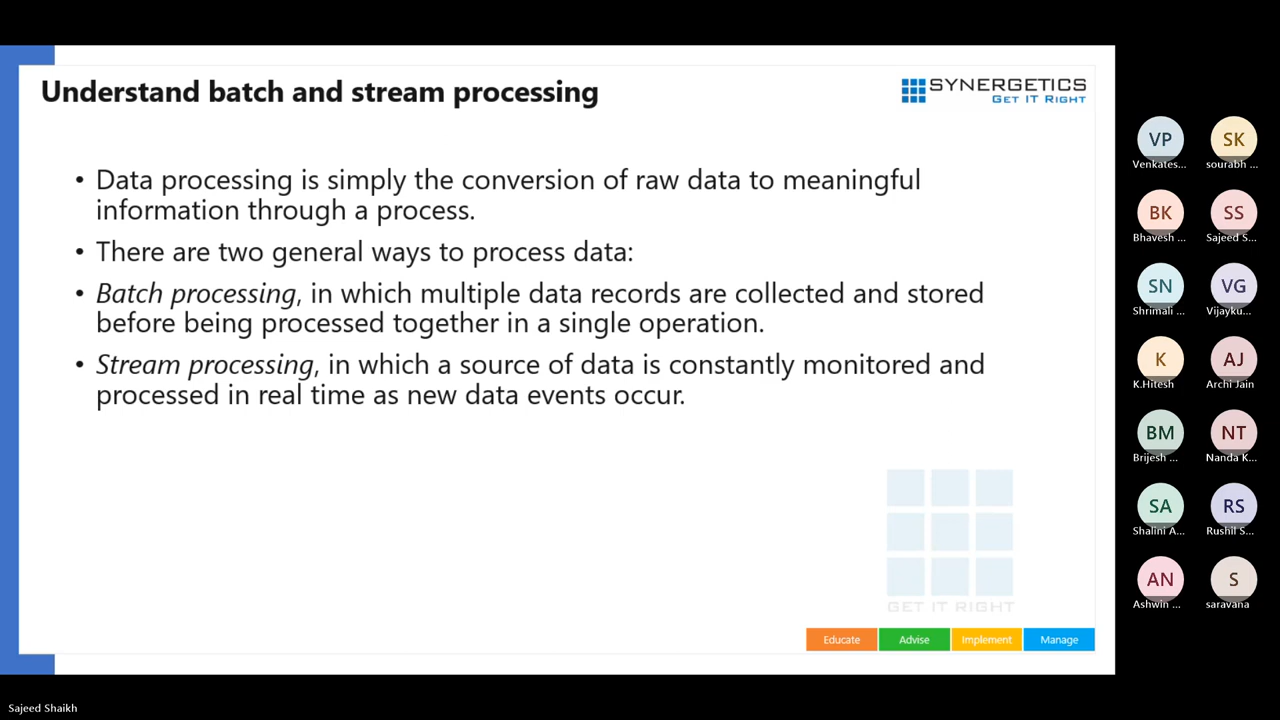 Understand batch and stream processing
SYNERGETICS
GET IT RIGHT
• Data processing is simply the conversion of raw data to meaningful
information through a process.
• There are two general ways to process data:
• Batch processing, in which multiple data records are collected and stored
before being processed together in a single operation.
• Stream processing, in which a source of data is constantly monitored and
processed in real time as new data events occur.
GET IT RIGHT
Educate Advise Implement Manage
VP SK
Venkates... sourabh ...
BK SS
Bhavesh ... Sajeed S...
SN VG
Shrimali ... Vijayku...
K AJ
K.Hitesh Archi Jain
BM NT
Brijesh ... Nanda K...
SA RS
Shalini A... Rushil S...
AN S
Ashwin ... saravana
Sajeed Shaikh